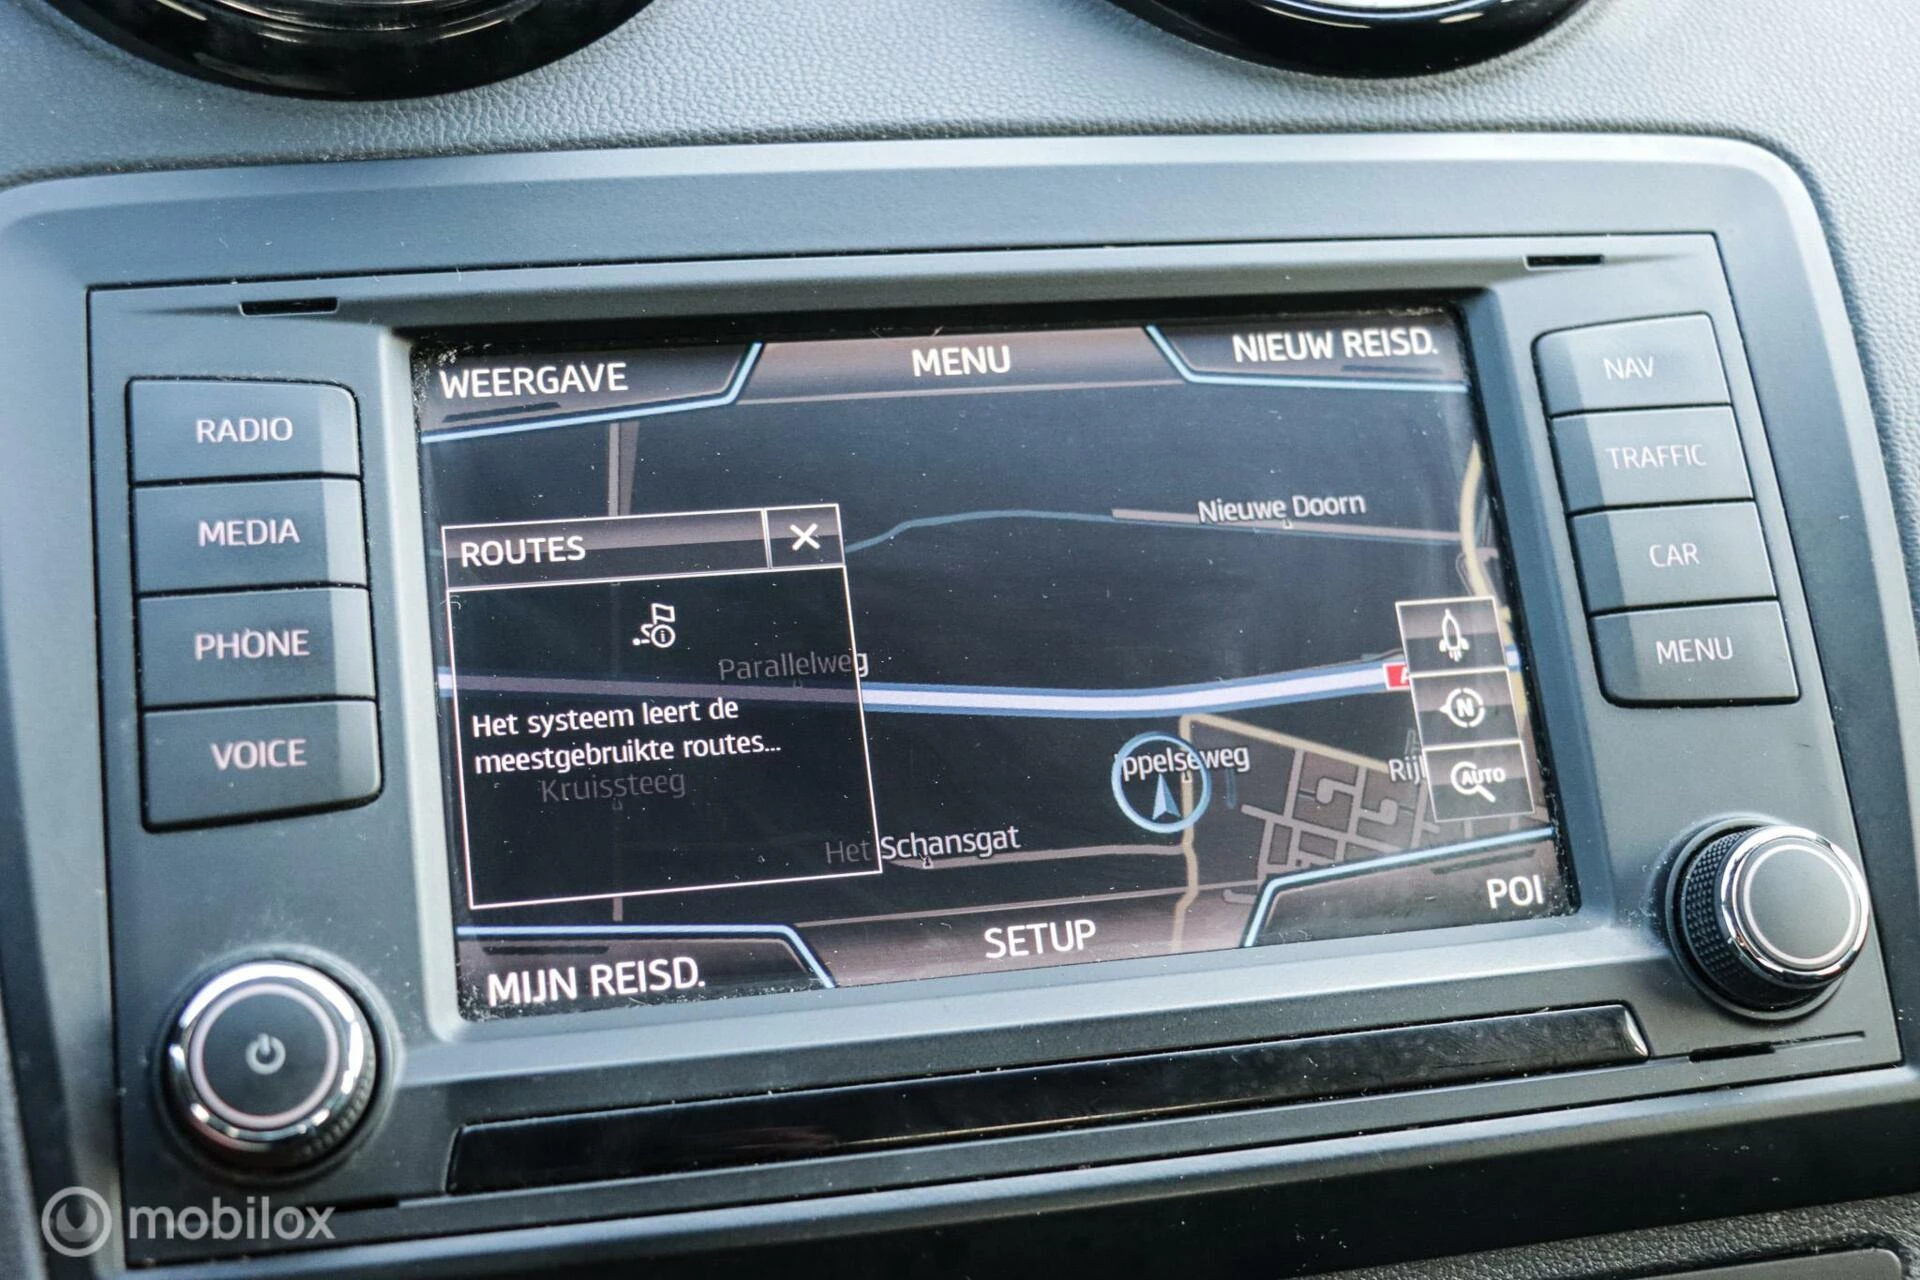 WEERGAVE
MENU
NIEUW REISD.
RADIO
MEDIA
PHONE
VOICE
NAV
TRAFFIC
CAR
MENU
Nieuwe Doorn
ROUTES
Parallelweg
Het systeem leert de
meestgebruikte routes...
Kruissteeg
ppelseweg
N
AUTO
Het Schansgat
MIJN REISD.
SETUP
POI
mobilox